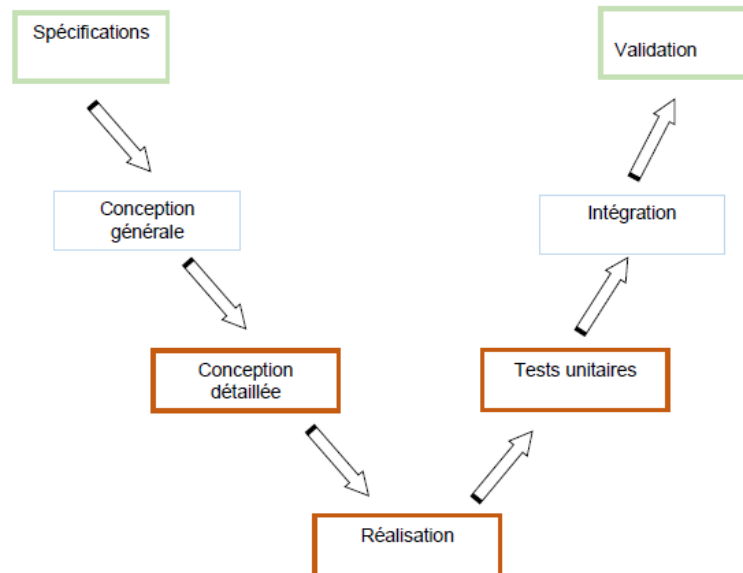 Spécifications
Validation
Conception
générale
Intégration
Conception
détaillée
Tests unitaires
Réalisation